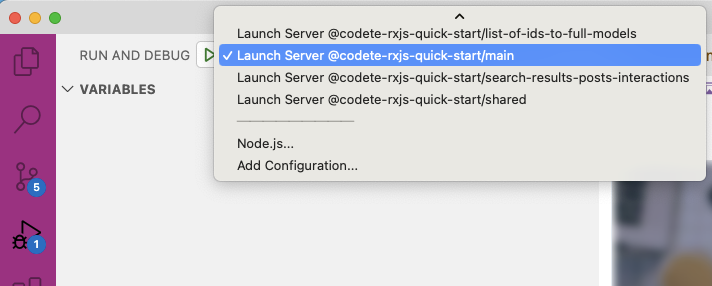 Launch Server @codete-rxjs-quick-start/list-of-ids-to-full-models
RUN AND DEBUG
✓ Launch Server @codete-rxjs-quick-start/main
VARIABLES
Launch Server @codete-rxjs-quick-start/search-results-posts-interactions
Launch Server @codete-rxjs-quick-start/shared
Node.js...
Add Configuration...
5
1